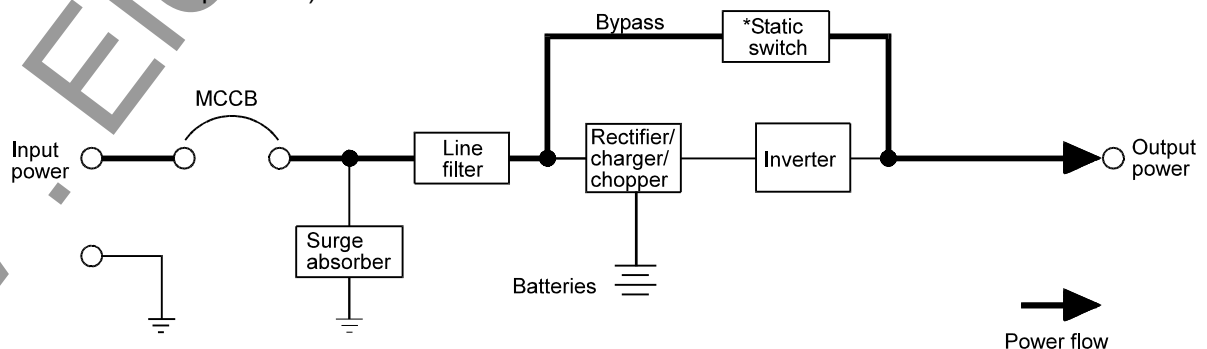 Bypass
*Static
switch
MCCB
Input
power
Line
filter
Rectifier/
charger/
chopper
Inverter
Output
power
Surge
absorber
Batteries
Power flow